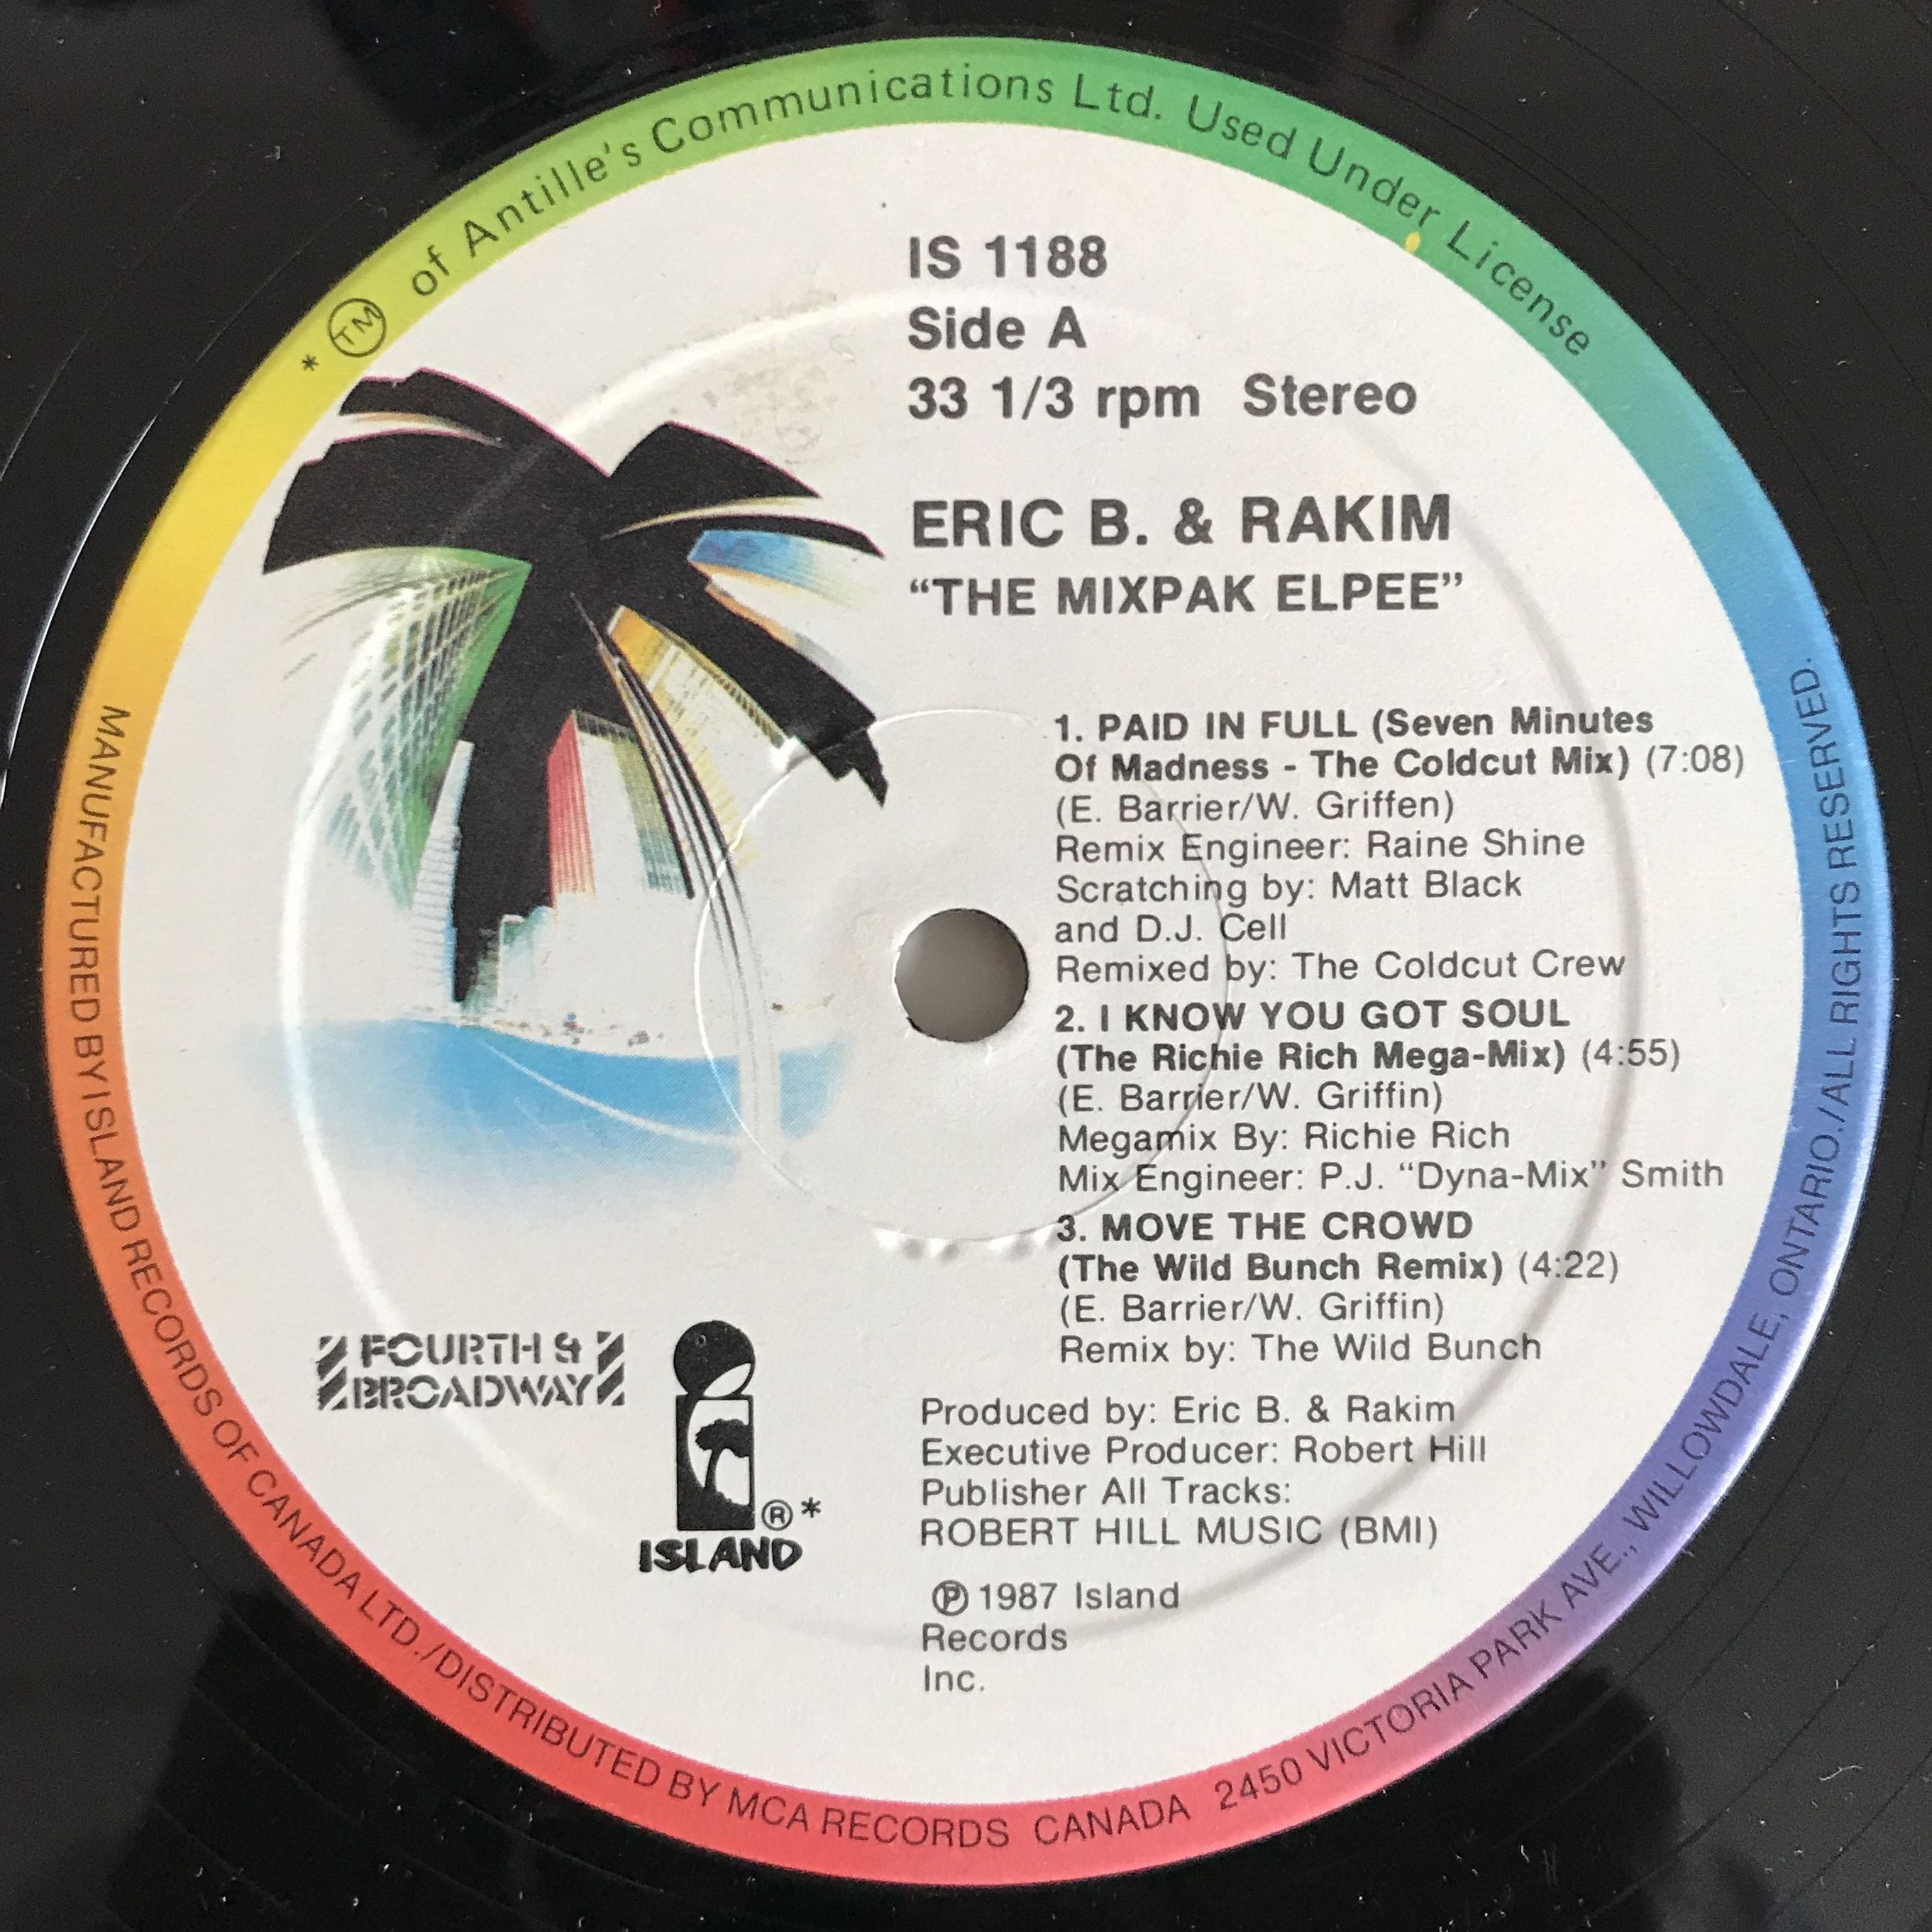 * TM of Antille's Communications Ltd. Used Under License
IS 1188
Side A
33 1/3 rpm Stereo
ERIC B. & RAKIM
“THE MIXPAK ELPEE”
1. PAID IN FULL (Seven Minutes
Of Madness - The Coldcut Mix) (7:08)
(E. Barrier/W. Griffen)
Remix Engineer: Raine Shine
Scratching by: Matt Black
and D.J. Cell
Remixed by: The Coldcut Crew
2. I KNOW YOU GOT SOUL
(The Richie Rich Mega-Mix) (4:55)
(E. Barrier/W. Griffin)
Megamix By: Richie Rich
Mix Engineer: P.J. “Dyna-Mix” Smith
3. MOVE THE CROWD
(The Wild Bunch Remix) (4:22)
(E. Barrier/W. Griffin)
Remix by: The Wild Bunch
Produced by: Eric B. & Rakim
Executive Producer: Robert Hill
Publisher All Tracks:
ROBERT HILL MUSIC (BMI)
℗ 1987 Island
Records
Inc.
FOURTH &
BROADWAY
®*
ISLAND
MANUFACTURED BY ISLAND RECORDS OF CANADA LTD./DISTRIBUTED BY MCA RECORDS CANADA 2450 VICTORIA PARK AVE., WILLOWDALE, ONTARIO./ALL RIGHTS RESERVED.